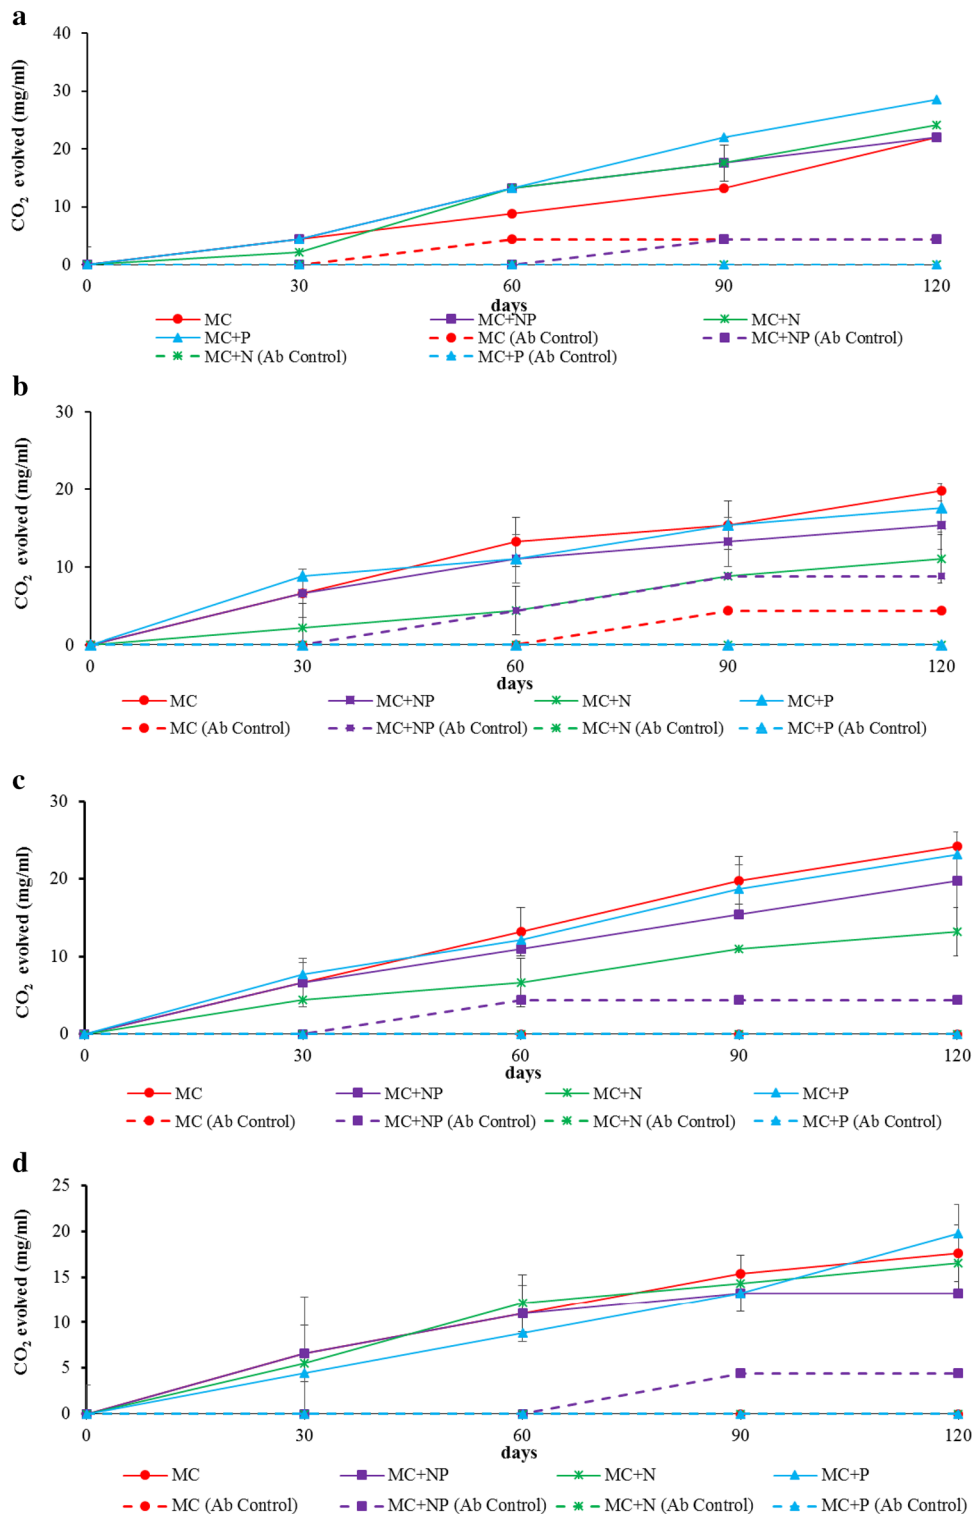 a
40
30
20
10
0
CO2 evolved (mg/ml)
0 30 60 90 120
days
MC MC+NP MC+N
MC+P MC (Ab Control) MC+NP (Ab Control)
MC+N (Ab Control) MC+P (Ab Control)
b
30
20
10
0
CO2 evolved (mg/ml)
0 30 60 90 120
days
MC MC+NP MC+N MC+P
MC (Ab Control) MC+NP (Ab Control) MC+N (Ab Control) MC+P (Ab Control)
c
30
20
10
0
CO2 evolved (mg/ml)
0 30 60 90 120
days
MC MC+NP MC+N MC+P
MC (Ab Control) MC+NP (Ab Control) MC+N (Ab Control) MC+P (Ab Control)
d
25
20
15
10
5
0
CO2 evolved (mg/ml)
0 30 60 90 120
days
MC MC+NP MC+N MC+P
MC (Ab Control) MC+NP (Ab Control) MC+N (Ab Control) MC+P (Ab Control)